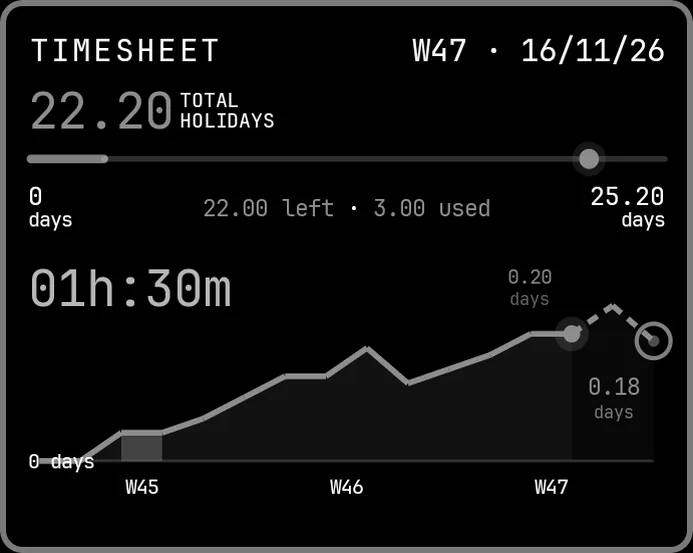 TIMESHEET
W47 · 16/11/26
22.20 TOTAL
HOLIDAYS
0
days
22.00 left · 3.00 used
25.20
days
01h:30m
0.20
days
0.18
days
0 days
W45
W46
W47